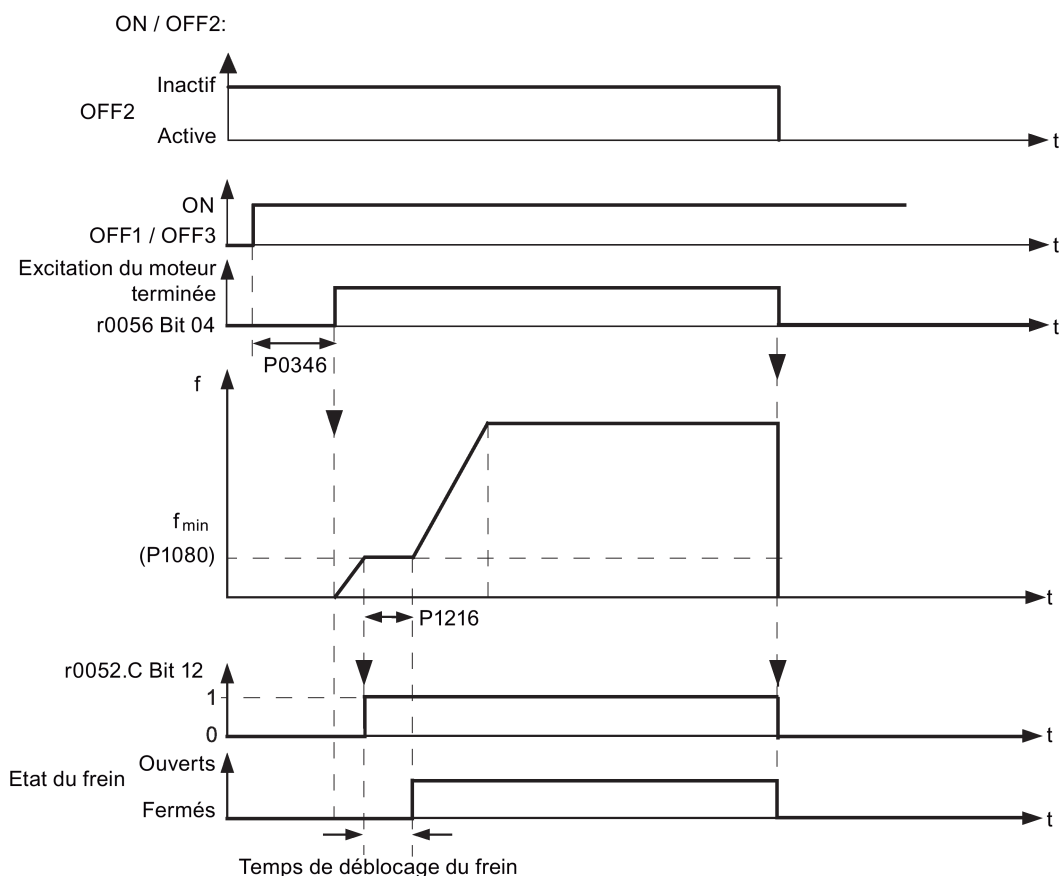 ON / OFF2:
Inactif
OFF2
Active
t
ON
OFF1 / OFF3
t
Excitation du moteur
terminée
r0056 Bit 04
t
P0346
f
fmin
(P1080)
t
P1216
r0052.C Bit 12
1
0
t
Ouverts
Etat du frein
Fermés
t
Temps de déblocage du frein